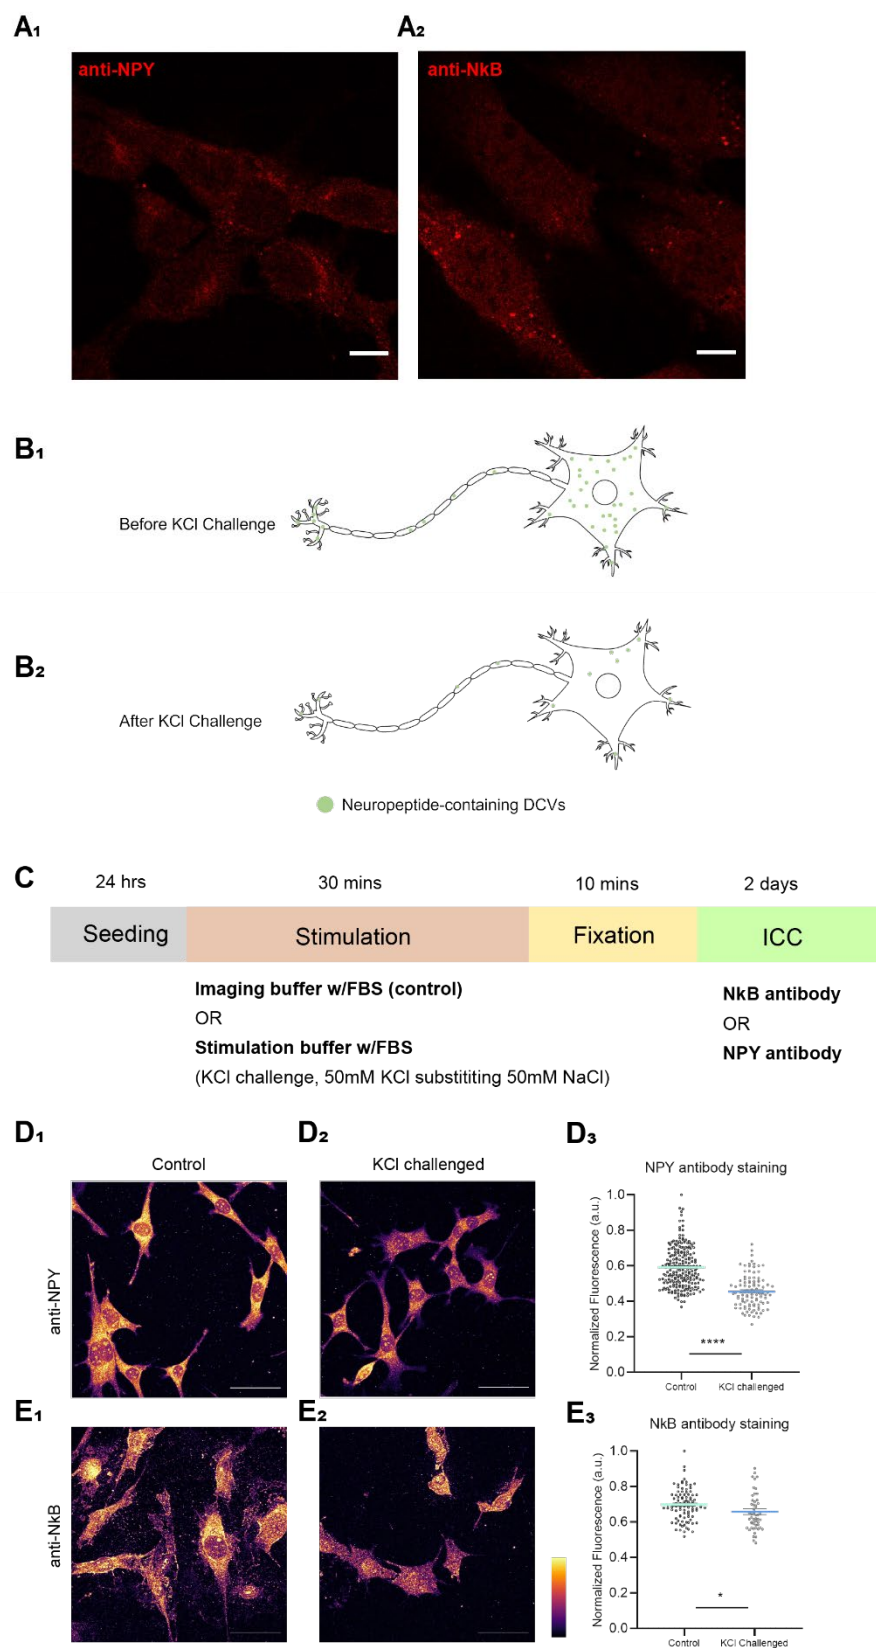 A₁
A₂
anti-NPY
anti-NkB
B₁
Before KCl Challenge
B₂
After KCl Challenge
Neuropeptide-containing DCVs
C
24 hrs
30 mins
10 mins
2 days
Seeding
Stimulation
Fixation
ICC
Imaging buffer w/FBS (control)
OR
Stimulation buffer w/FBS
(KCl challenge, 50mM KCl substititing 50mM NaCl)
NkB antibody
OR
NPY antibody
D₁
D₂
D₃
Control
KCl challenged
anti-NPY
NPY antibody staining
Normalized Fluorescence (a.u.)
1.0
0.8
0.6
0.4
0.2
0.0
****
Control
KCl challenged
E₁
E₂
E₃
anti-NkB
NkB antibody staining
Normalized Fluorescence (a.u.)
1.0
0.8
0.6
0.4
0.2
0.0
*
Control
KCl Challenged